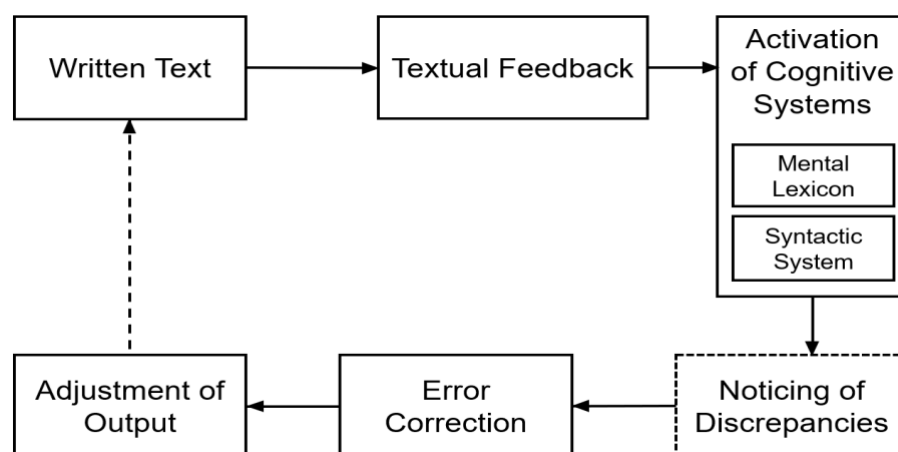 Written Text
Textual Feedback
Activation
of Cognitive
Systems
Mental
Lexicon
Syntactic
System
Noticing of
Discrepancies
Error
Correction
Adjustment of
Output